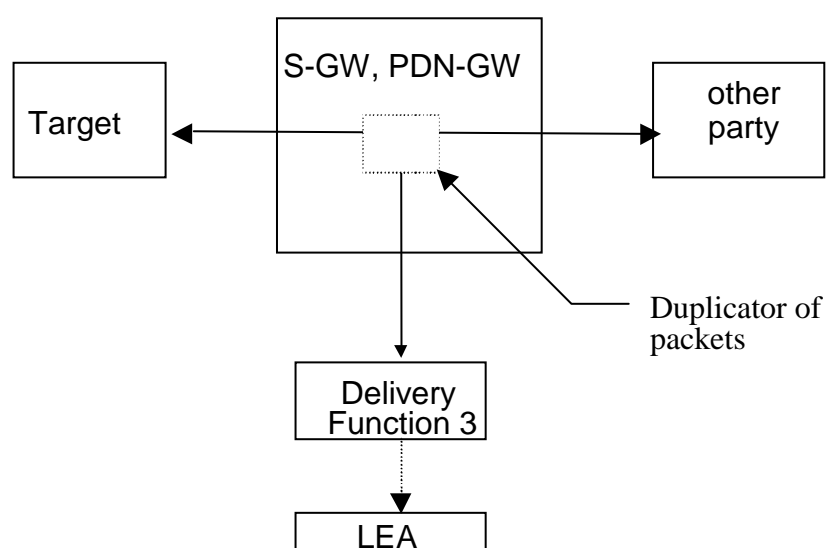 S-GW, PDN-GW
Target
other
party
Duplicator of
packets
Delivery
Function 3
LEA